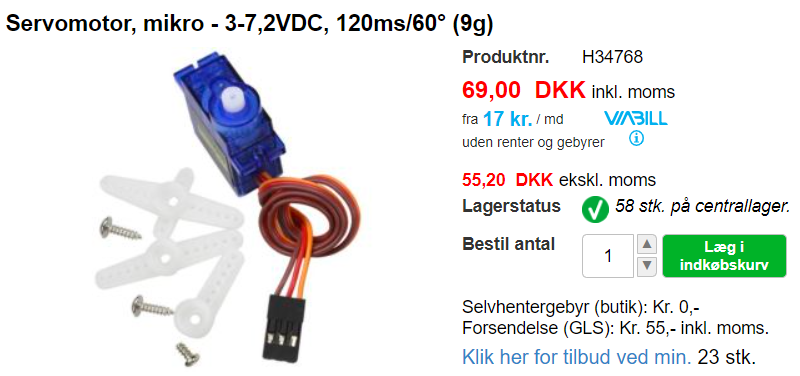 Servomotor, mikro - 3-7,2VDC, 120ms/60° (9g)
Produktnr. H34768
69,00 DKK inkl. moms
fra 17 kr. / md VIABILL
uden renter og gebyrer i
55,20 DKK ekskl. moms
Lagerstatus 58 stk. på centrallager.
Bestil antal 1 Læg i
indkøbskurv
Selvhentergebyr (butik): Kr. 0,-
Forsendelse (GLS): Kr. 55,- inkl. moms.
Klik her for tilbud ved min. 23 stk.